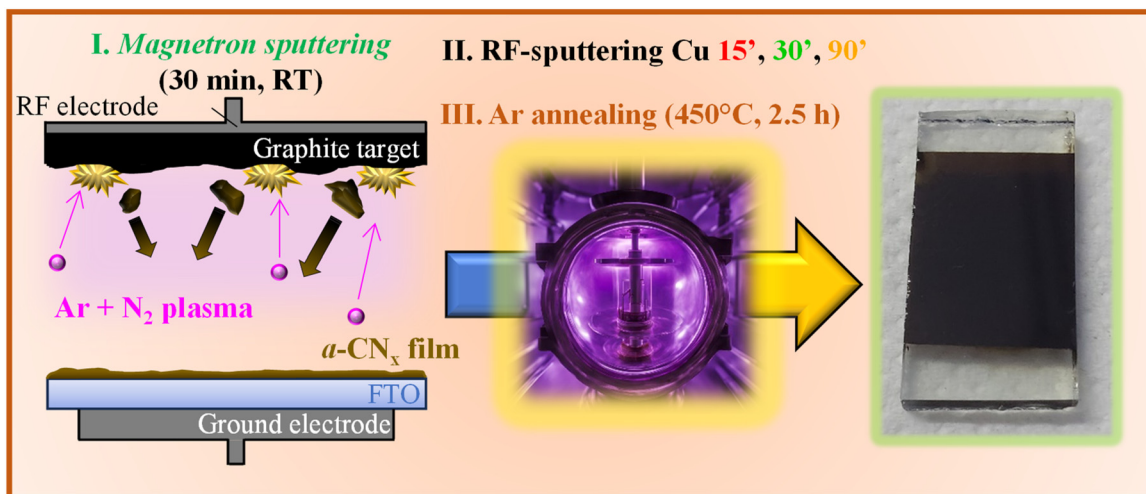 I. Magnetron sputtering
(30 min, RT)
RF electrode
Graphite target
Ar + N₂ plasma
a-CNₓ film
FTO
Ground electrode
II. RF-sputtering Cu 15’, 30’, 90’
III. Ar annealing (450°C, 2.5 h)